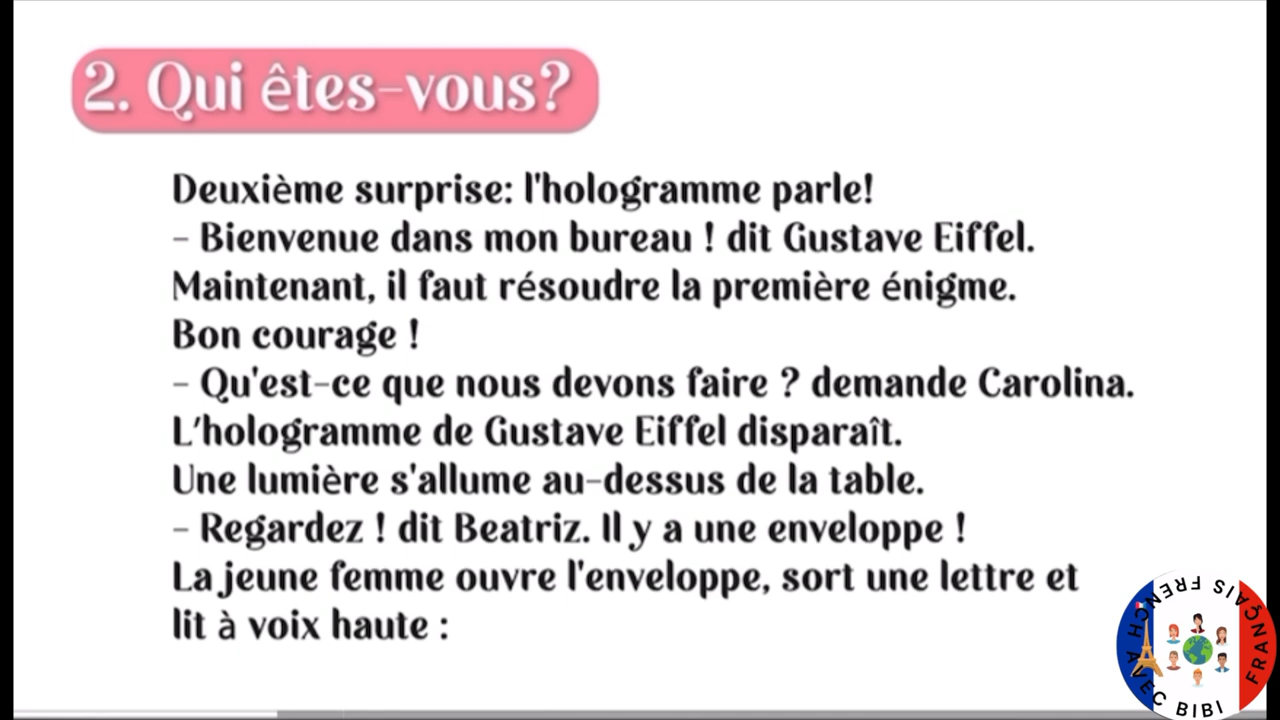 2. Qui êtes-vous?
Deuxième surprise: l'hologramme parle!
- Bienvenue dans mon bureau ! dit Gustave Eiffel.
Maintenant, il faut résoudre la première énigme.
Bon courage !
- Qu'est-ce que nous devons faire ? demande Carolina.
L’hologramme de Gustave Eiffel disparaît.
Une lumière s'allume au-dessus de la table.
- Regardez ! dit Beatriz. Il y a une enveloppe !
La jeune femme ouvre l'enveloppe, sort une lettre et
lit à voix haute :
FRENCH AVEC BIBI FRANÇAIS